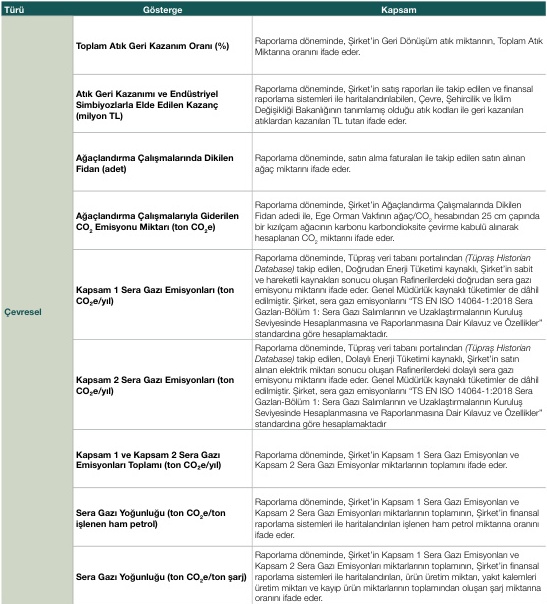 Türü Gösterge Kapsam
Toplam Atık Geri Kazanım Oranı (%)
Raporlama döneminde, Şirket'in Geri Dönüşüm atık miktarının, Toplam Atık
Miktarına oranını ifade eder.
Atık Geri Kazanımı ve Endüstriyel
Simbiyozlarla Elde Edilen Kazanç
(milyon TL)
Raporlama döneminde, Şirket'in satış raporları ile takip edilen ve finansal
raporlama sistemleri ile haritalandırılabilen, Çevre, Şehircilik ve İklim
Değişikliği Bakanlığının tanımlamış olduğu atık kodları ile geri kazanılan
atıklardan kazanılan TL tutarı ifade eder.
Ağaçlandırma Çalışmalarında Dikilen
Fidan (adet)
Raporlama döneminde, satın alma faturaları ile takip edilen satın alınan
ağaç miktarını ifade eder.
Ağaçlandırma Çalışmalarıyla Giderilen
CO₂ Emisyonu Miktarı (ton CO₂e)
Raporlama döneminde, Şirket'in Ağaçlandırma Çalışmalarında Dikilen
Fidan adedi ile, Ege Orman Vakfının ağaç/CO₂ hesabından 25 cm çapında
bir kızılçam ağacının karbonu karbondioksite çevirme kabulü alınarak
hesaplanan CO₂ miktarını ifade eder.
Çevresel
Kapsam 1 Sera Gazı Emisyonları (ton
CO₂e/yıl)
Raporlama döneminde, Tüpraş veri tabanı portalından (Tüpraş Historian
Database) takip edilen, Doğrudan Enerji Tüketimi kaynaklı, Şirket'in sabit
ve hareketli kaynakları sonucu oluşan Rafinerilerdeki doğrudan sera gazı
emisyonu miktarını ifade eder. Genel Müdürlük kaynaklı tüketimler de dâhil
edilmiştir. Şirket, sera gazı emisyonlarını "TS EN ISO 14064-1:2018 Sera
Gazları-Bölüm 1: Sera Gazı Salımlarının ve Uzaklaştırmalarının Kuruluş
Seviyesinde Hesaplanmasına ve Raporlanmasına Dair Kılavuz ve Özellikler"
standardına göre hesaplamaktadır.
Kapsam 2 Sera Gazı Emisyonları (ton
CO₂e/yıl)
Raporlama döneminde, Tüpraş veri tabanı portalından (Tüpraş Historian
Database) takip edilen, Dolaylı Enerji Tüketimi kaynaklı, Şirket'in satın
alınan elektrik miktarı sonucu oluşan Rafinerilerdeki dolaylı sera gazı
emisyonu miktarını ifade eder. Genel Müdürlük kaynaklı tüketimler de dâhil
edilmiştir. Şirket, sera gazı emisyonlarını "TS EN ISO 14064-1:2018 Sera
Gazları-Bölüm 1: Sera Gazı Salımlarının ve Uzaklaştırmalarının Kuruluş
Seviyesinde Hesaplanmasına ve Raporlanmasına Dair Kılavuz ve Özellikler"
standardına göre hesaplamaktadır
Kapsam 1 ve Kapsam 2 Sera Gazı
Emisyonları Toplamı (ton CO₂e/yıl)
Raporlama döneminde, Şirket'in Kapsam 1 Sera Gazı Emisyonları ve
Kapsam 2 Sera Gazı Emisyonlar miktarlarının toplamını ifade eder.
Sera Gazı Yoğunluğu (ton CO₂e/ton
işlenen ham petrol)
Raporlama döneminde, Şirket'in Kapsam 1 Sera Gazı Emisyonları ve
Kapsam 2 Sera Gazı Emisyonları miktarlarının toplamının, Şirket'in finansal
raporlama sistemleri ile haritalandırılan işlenen ham petrol miktarına oranını
ifade eder.
Sera Gazı Yoğunluğu (ton CO₂e/ton şarj)
Raporlama döneminde, Şirket'in Kapsam 1 Sera Gazı Emisyonları ve
Kapsam 2 Sera Gazı Emisyonları miktarlarının toplamının, Şirket'in finansal
raporlama sistemleri ile haritalandırılan, ürün üretim miktarı, yakıt kalemleri
üretim miktarı ve kayıp ürün miktarlarının toplamından oluşan şarj miktarına
oranını ifade eder.